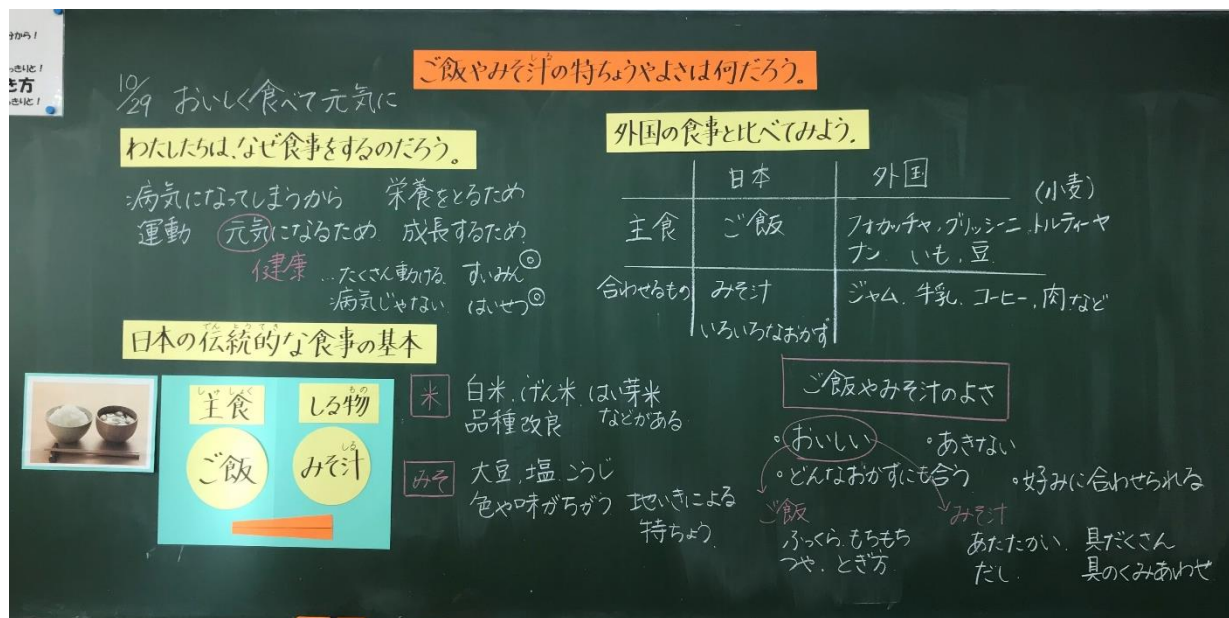 ご飯やみそ汁の特ちょうやよさは何だろう。
10/29 おいしく食べて元気に
わたしたちは、なぜ食事をするのだろう。
病気になってしまうから 栄養をとるため
運動 元気になるため 成長するため
健康 …たくさん動ける すいみん◎
病気じゃない はいせつ◎
日本の伝統的な食事の基本
主食 しる物
ご飯 みそ汁
米 白米、げん米、はい芽米
品種改良 などがある
みそ 大豆、塩、こうじ
色や味がちがう 地いきによる
特ちょう
外国の食事と比べてみよう。
日本 外国 (小麦)
主食 ご飯 フォカッチャ、グリッシーニ、トルティーヤ
ナン、いも、豆
合わせるもの みそ汁 ジャム、牛乳、コーヒー、肉など
いろいろなおかず
ご飯やみそ汁のよさ
・おいしい ・あきない
・どんなおかずにも合う ・好みに合わせられる
ご飯 みそ汁
ふっくら、もちもち あたたかい、具だくさん
つや、とぎ方 だし 具のくみあわせ